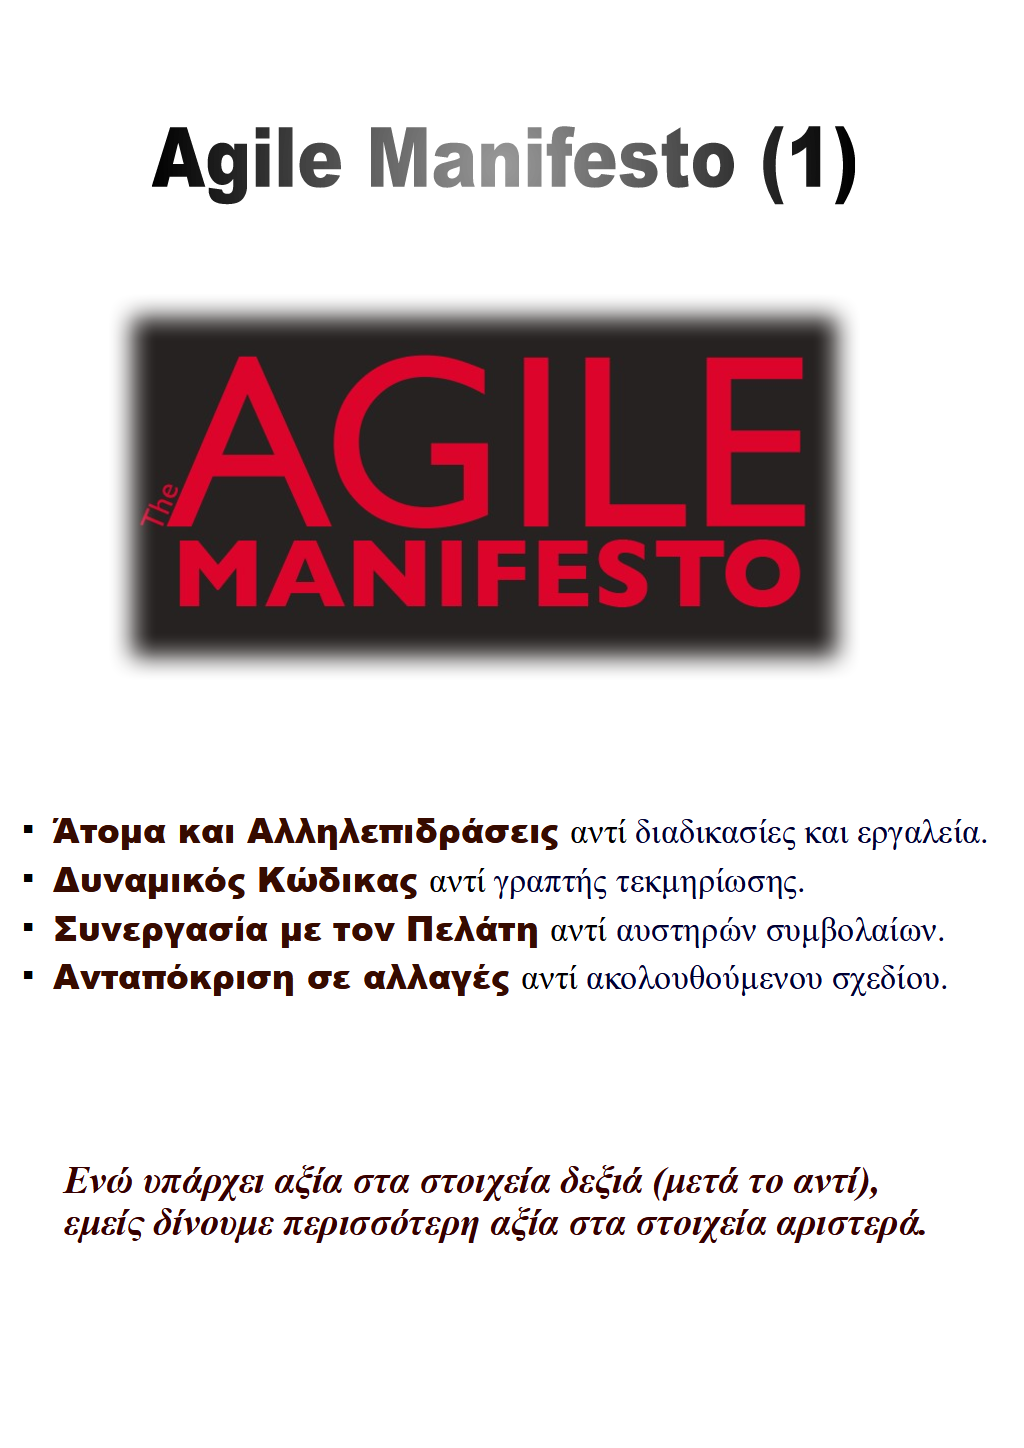 Agile Manifesto (1)
The
AGILE
MANIFESTO
▪ Άτομα και Αλληλεπιδράσεις αντί διαδικασίες και εργαλεία.
▪ Δυναμικός Κώδικας αντί γραπτής τεκμηρίωσης.
▪ Συνεργασία με τον Πελάτη αντί αυστηρών συμβολαίων.
▪ Ανταπόκριση σε αλλαγές αντί ακολουθούμενου σχεδίου.
Ενώ υπάρχει αξία στα στοιχεία δεξιά (μετά το αντί),
εμείς δίνουμε περισσότερη αξία στα στοιχεία αριστερά.